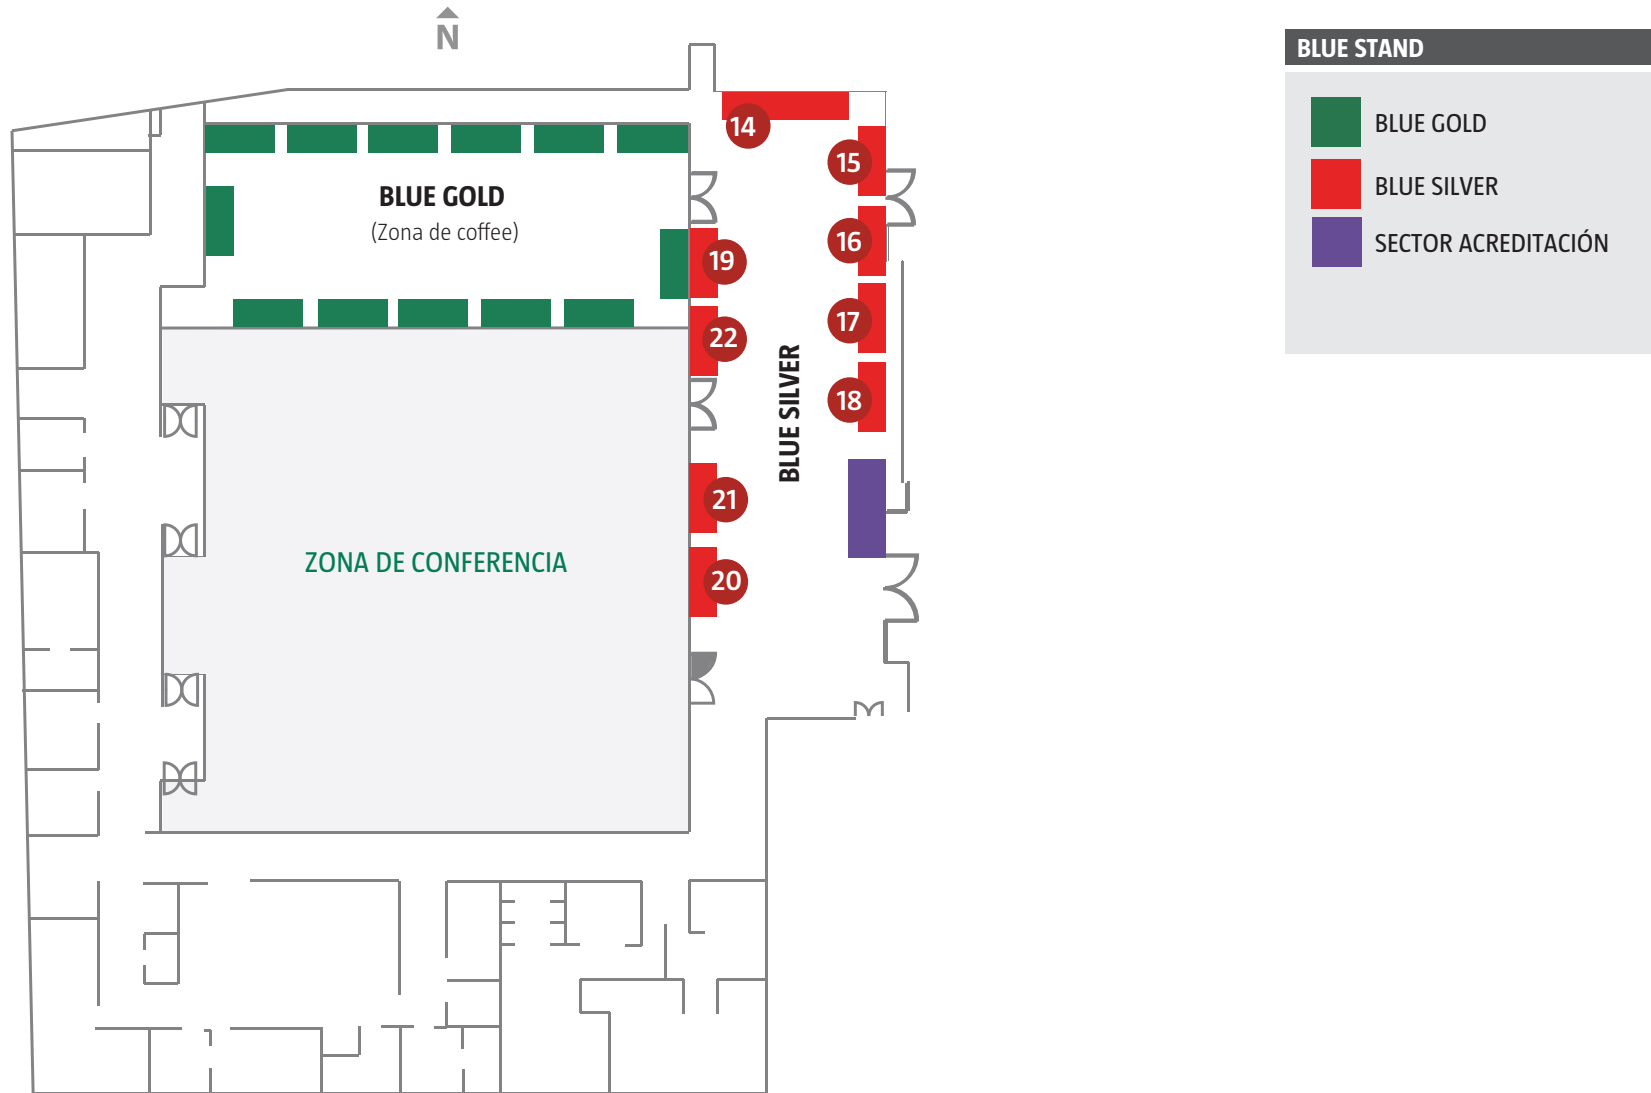 N
BLUE STAND
BLUE GOLD
BLUE SILVER
SECTOR ACREDITACIÓN
14
15
BLUE GOLD
(Zona de coffee)
16
19
17
22
18
BLUE SILVER
21
ZONA DE CONFERENCIA
20